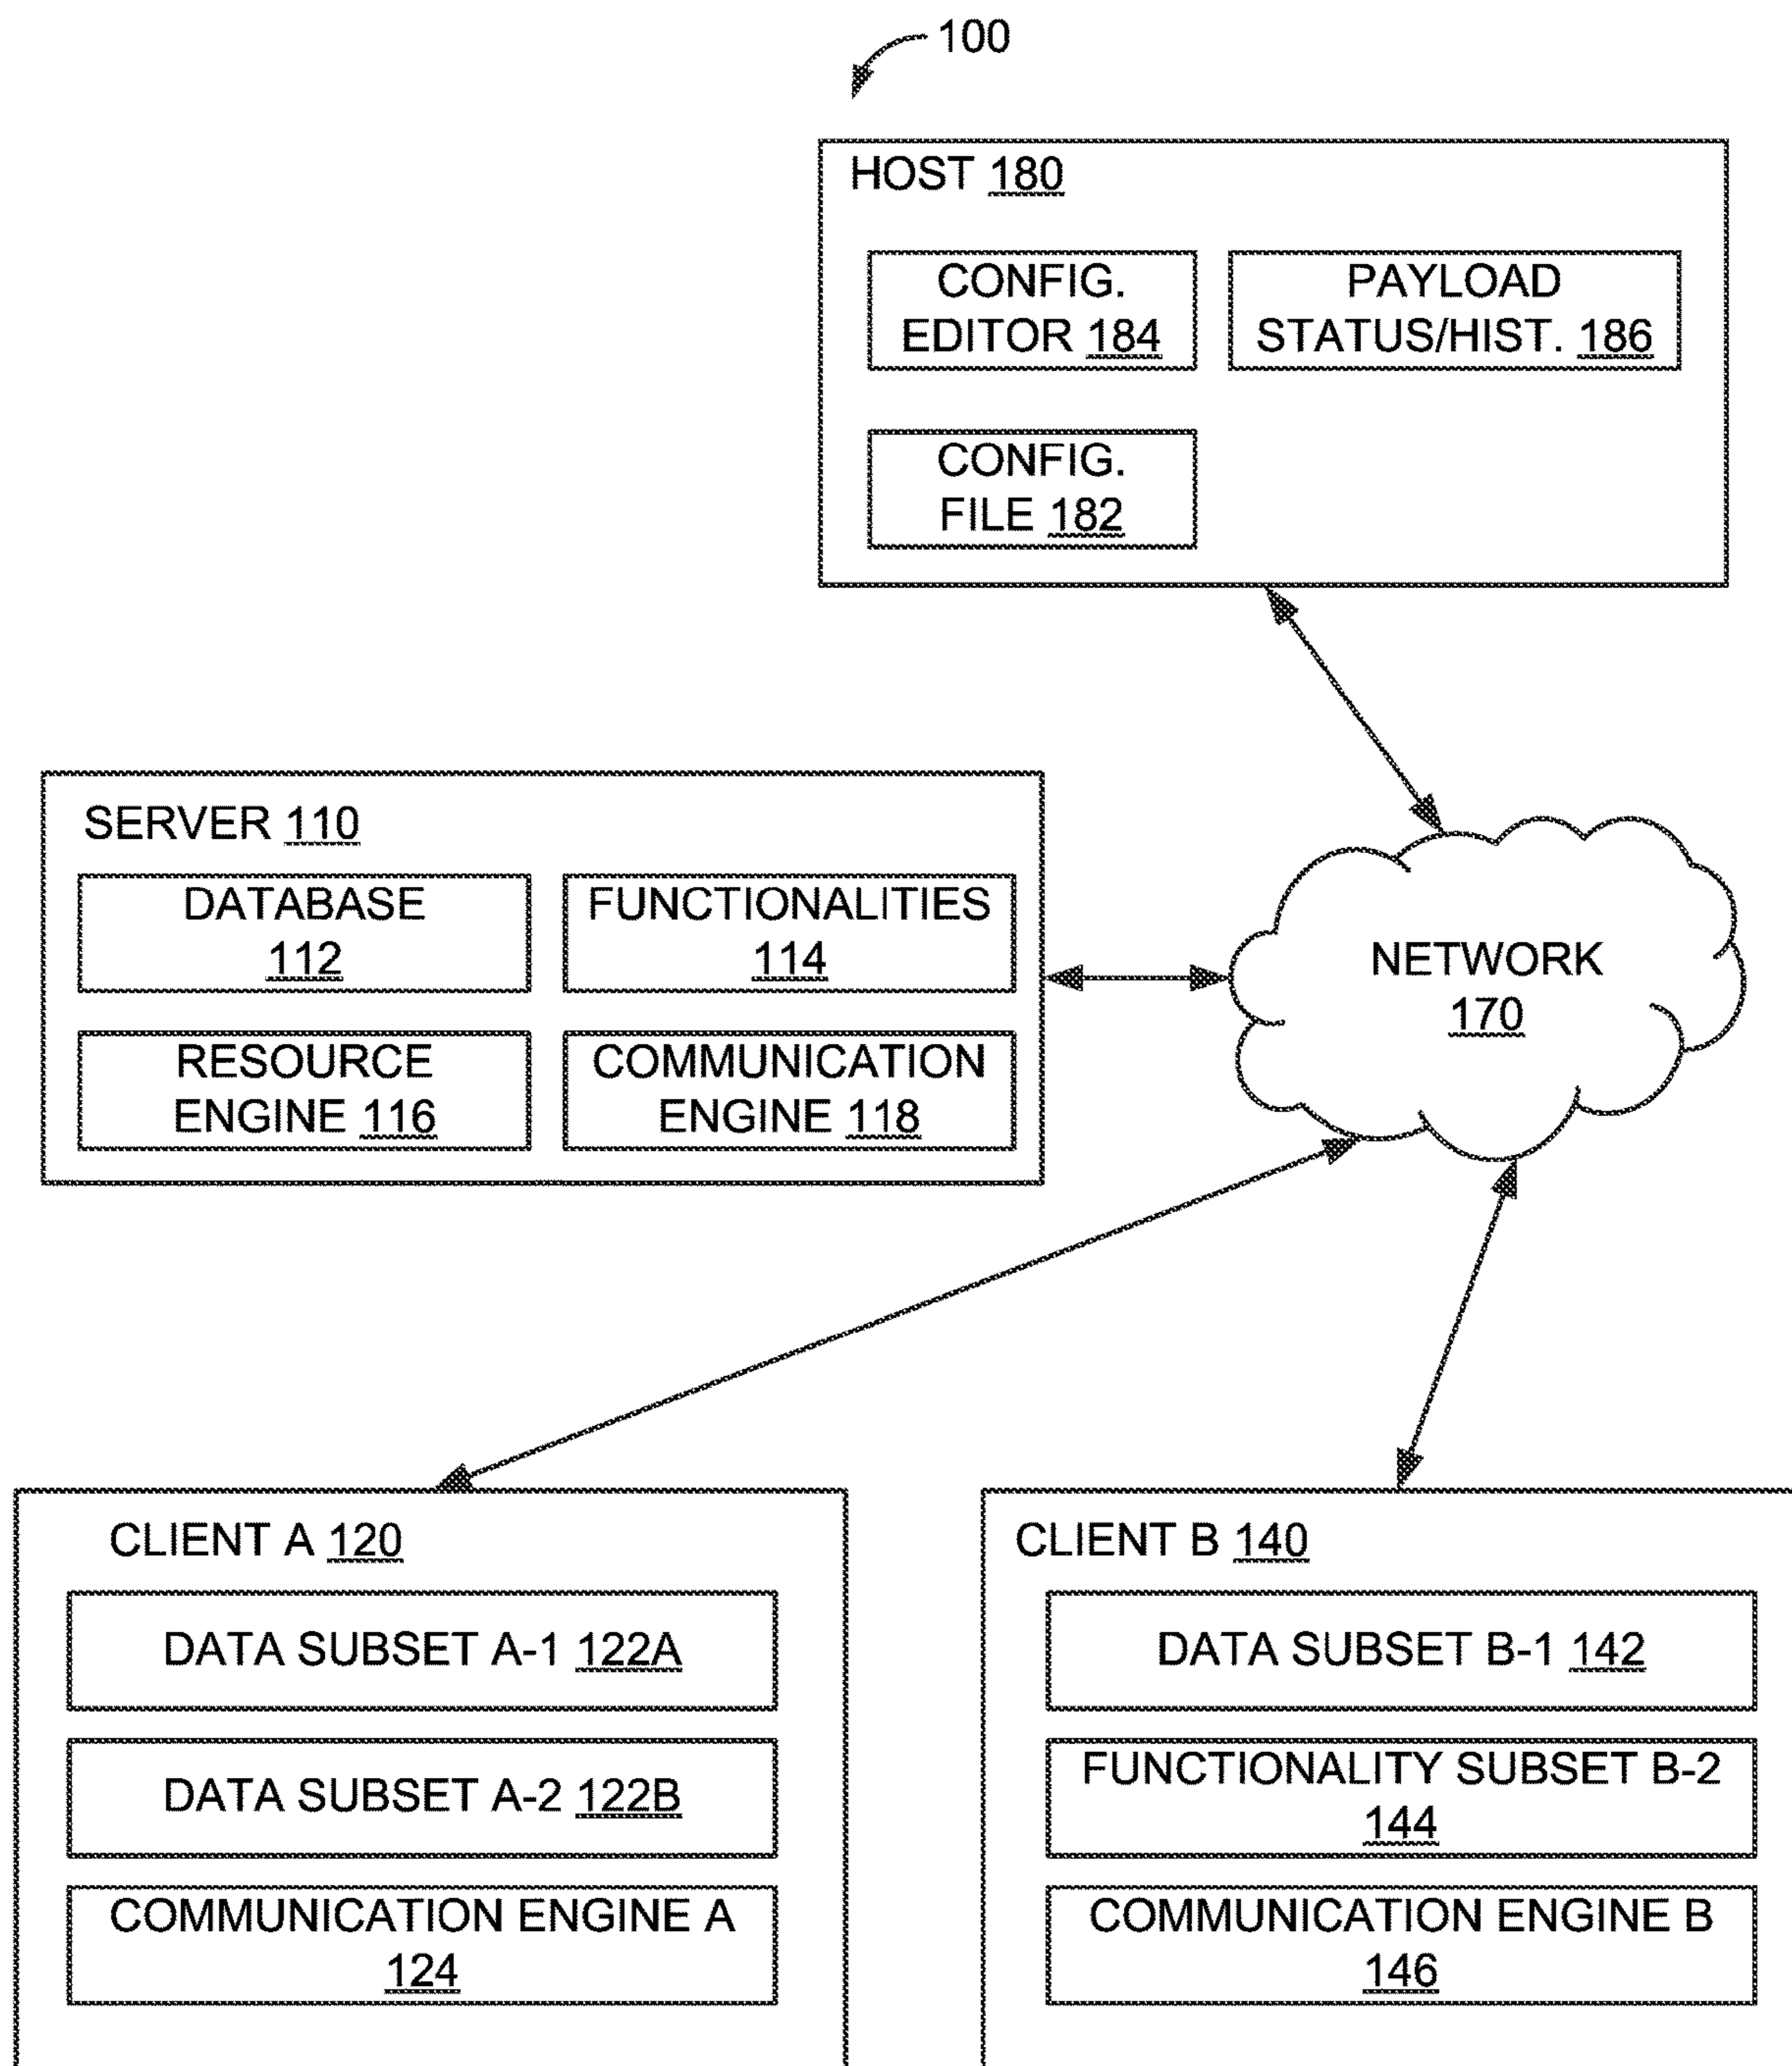 100
HOST 180
CONFIG.
EDITOR 184
PAYLOAD
STATUS/HIST. 186
CONFIG.
FILE 182
SERVER 110
DATABASE
112
FUNCTIONALITIES
114
RESOURCE
ENGINE 116
COMMUNICATION
ENGINE 118
NETWORK
170
CLIENT A 120
DATA SUBSET A-1 122A
DATA SUBSET A-2 122B
COMMUNICATION ENGINE A
124
CLIENT B 140
DATA SUBSET B-1 142
FUNCTIONALITY SUBSET B-2
144
COMMUNICATION ENGINE B
146